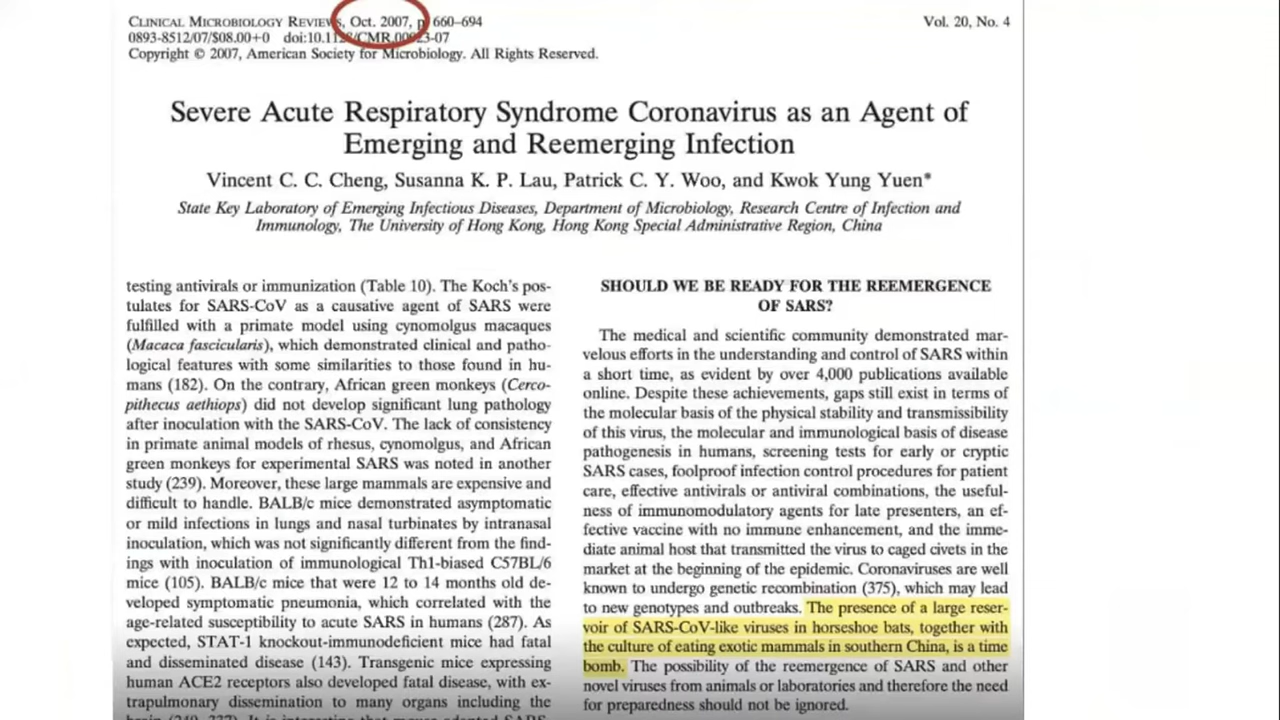 CLINICAL MICROBIOLOGY REVIEWS, Oct. 2007, p. 660–694
Vol. 20, No. 4
0893-8512/07/$08.00+0 doi:10.1128/CMR.00023-07
Copyright © 2007, American Society for Microbiology. All Rights Reserved.
Severe Acute Respiratory Syndrome Coronavirus as an Agent of
Emerging and Reemerging Infection
Vincent C. C. Cheng, Susanna K. P. Lau, Patrick C. Y. Woo, and Kwok Yung Yuen*
State Key Laboratory of Emerging Infectious Diseases, Department of Microbiology, Research Centre of Infection and
Immunology, The University of Hong Kong, Hong Kong Special Administrative Region, China
testing antivirals or immunization (Table 10). The Koch's pos-
tulates for SARS-CoV as a causative agent of SARS were
fulfilled with a primate model using cynomolgus macaques
(Macaca fascicularis), which demonstrated clinical and patho-
logical features with some similarities to those found in hu-
mans (182). On the contrary, African green monkeys (Cerco-
pithecus aethiops) did not develop significant lung pathology
after inoculation with the SARS-CoV. The lack of consistency
in primate animal models of rhesus, cynomolgus, and African
green monkeys for experimental SARS was noted in another
study (239). Moreover, these large mammals are expensive and
difficult to handle. BALB/c mice demonstrated asymptomatic
or mild infections in lungs and nasal turbinates by intranasal
inoculation, which was not significantly different from the find-
ings with inoculation of immunological Th1-biased C57BL/6
mice (105). BALB/c mice that were 12 to 14 months old de-
veloped symptomatic pneumonia, which correlated with the
age-related susceptibility to acute SARS in humans (287). As
expected, STAT-1 knockout-immunodeficient mice had fatal
and disseminated disease (143). Transgenic mice expressing
human ACE2 receptors also developed fatal disease, with ex-
trapulmonary dissemination to many organs including the
SHOULD WE BE READY FOR THE REEMERGENCE
OF SARS?
The medical and scientific community demonstrated mar-
velous efforts in the understanding and control of SARS within
a short time, as evident by over 4,000 publications available
online. Despite these achievements, gaps still exist in terms of
the molecular basis of the physical stability and transmissibility
of this virus, the molecular and immunological basis of disease
pathogenesis in humans, screening tests for early or cryptic
SARS cases, foolproof infection control procedures for patient
care, effective antivirals or antiviral combinations, the useful-
ness of immunomodulatory agents for late presenters, an ef-
fective vaccine with no immune enhancement, and the imme-
diate animal host that transmitted the virus to caged civets in the
market at the beginning of the epidemic. Coronaviruses are well
known to undergo genetic recombination (375), which may lead
to new genotypes and outbreaks. The presence of a large reser-
voir of SARS-CoV-like viruses in horseshoe bats, together with
the culture of eating exotic mammals in southern China, is a time
bomb. The possibility of the reemergence of SARS and other
novel viruses from animals or laboratories and therefore the need
for preparedness should not be ignored.